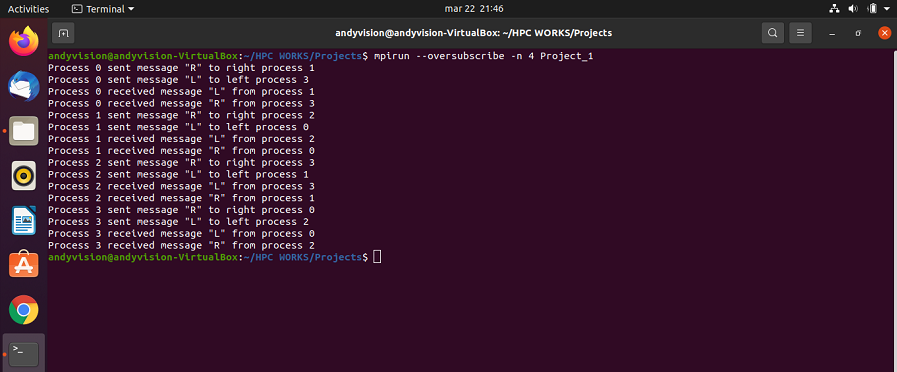 Activities
Terminal
mar 22 21:46
andyvision@andyvision-VirtualBox: ~/HPC WORKS/Projects
andyvision@andyvision-VirtualBox:~/HPC WORKS/Projects$ mpirun --oversubscribe -n 4 Project_1
Process 0 sent message "R" to right process 1
Process 0 sent message "L" to left process 3
Process 0 received message "L" from process 1
Process 0 received message "R" from process 3
Process 1 sent message "R" to right process 2
Process 1 sent message "L" to left process 0
Process 1 received message "L" from process 2
Process 1 received message "R" from process 0
Process 2 sent message "R" to right process 3
Process 2 sent message "L" to left process 1
Process 2 received message "L" from process 3
Process 2 received message "R" from process 1
Process 3 sent message "R" to right process 0
Process 3 sent message "L" to left process 2
Process 3 received message "L" from process 0
Process 3 received message "R" from process 2
andyvision@andyvision-VirtualBox:~/HPC WORKS/Projects$